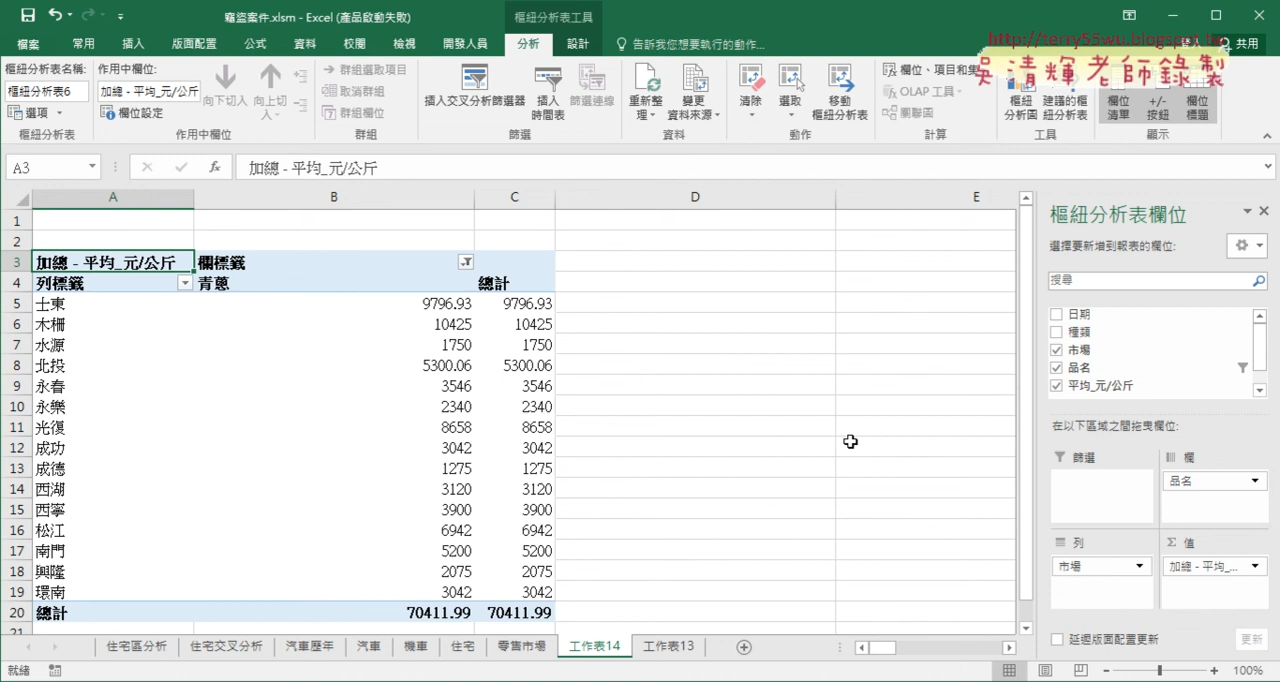 竊盜案件.xlsm - Excel (產品啟動失敗)
樞紐分析表工具
http://terry55wu.blogspot.tw
吳清輝老師錄製
檔案 常用 插入 版面配置 公式 資料 校閱 檢視 開發人員 分析 設計 告訴我您想要執行的動作... 共用
樞紐分析表名稱: 作用中欄位:
樞紐分析表6 加總 - 平均_元/公斤
選項 欄位設定
向下切入 向上切入
群組選取項目
取消群組
群組欄位
插入交叉分析篩選器 插入時間表 篩選連線
重新整理 變更資料來源
清除 選取 移動樞紐分析表
欄位、項目和集
OLAP 工具
關聯圖
樞紐分析圖 建議的樞紐分析表
欄位清單 +/- 按鈕 欄位標題
樞紐分析表 作用中欄位 群組 篩選 資料 動作 計算 工具 顯示
A3 fx 加總 - 平均_元/公斤
A B C D E
1
2
3 加總 - 平均_元/公斤 欄標籤
4 列標籤 青蔥 總計
5 士東 9796.93 9796.93
6 木柵 10425 10425
7 水源 1750 1750
8 北投 5300.06 5300.06
9 永春 3546 3546
10 永樂 2340 2340
11 光復 8658 8658
12 成功 3042 3042
13 成德 1275 1275
14 西湖 3120 3120
15 西寧 3900 3900
16 松江 6942 6942
17 南門 5200 5200
18 興隆 2075 2075
19 環南 3042 3042
20 總計 70411.99 70411.99
21
樞紐分析表欄位
選擇要新增到報表的欄位:
搜尋
日期
種類
市場
品名
平均_元/公斤
在以下區域之間拖曳欄位:
篩選 欄
品名
列 Σ 值
市場 加總 - 平均_...
延遲版面配置更新 更新
住宅區分析 住宅交叉分析 汽車歷年 汽車 機車 住宅 零售市場 工作表14 工作表13
就緒 100%